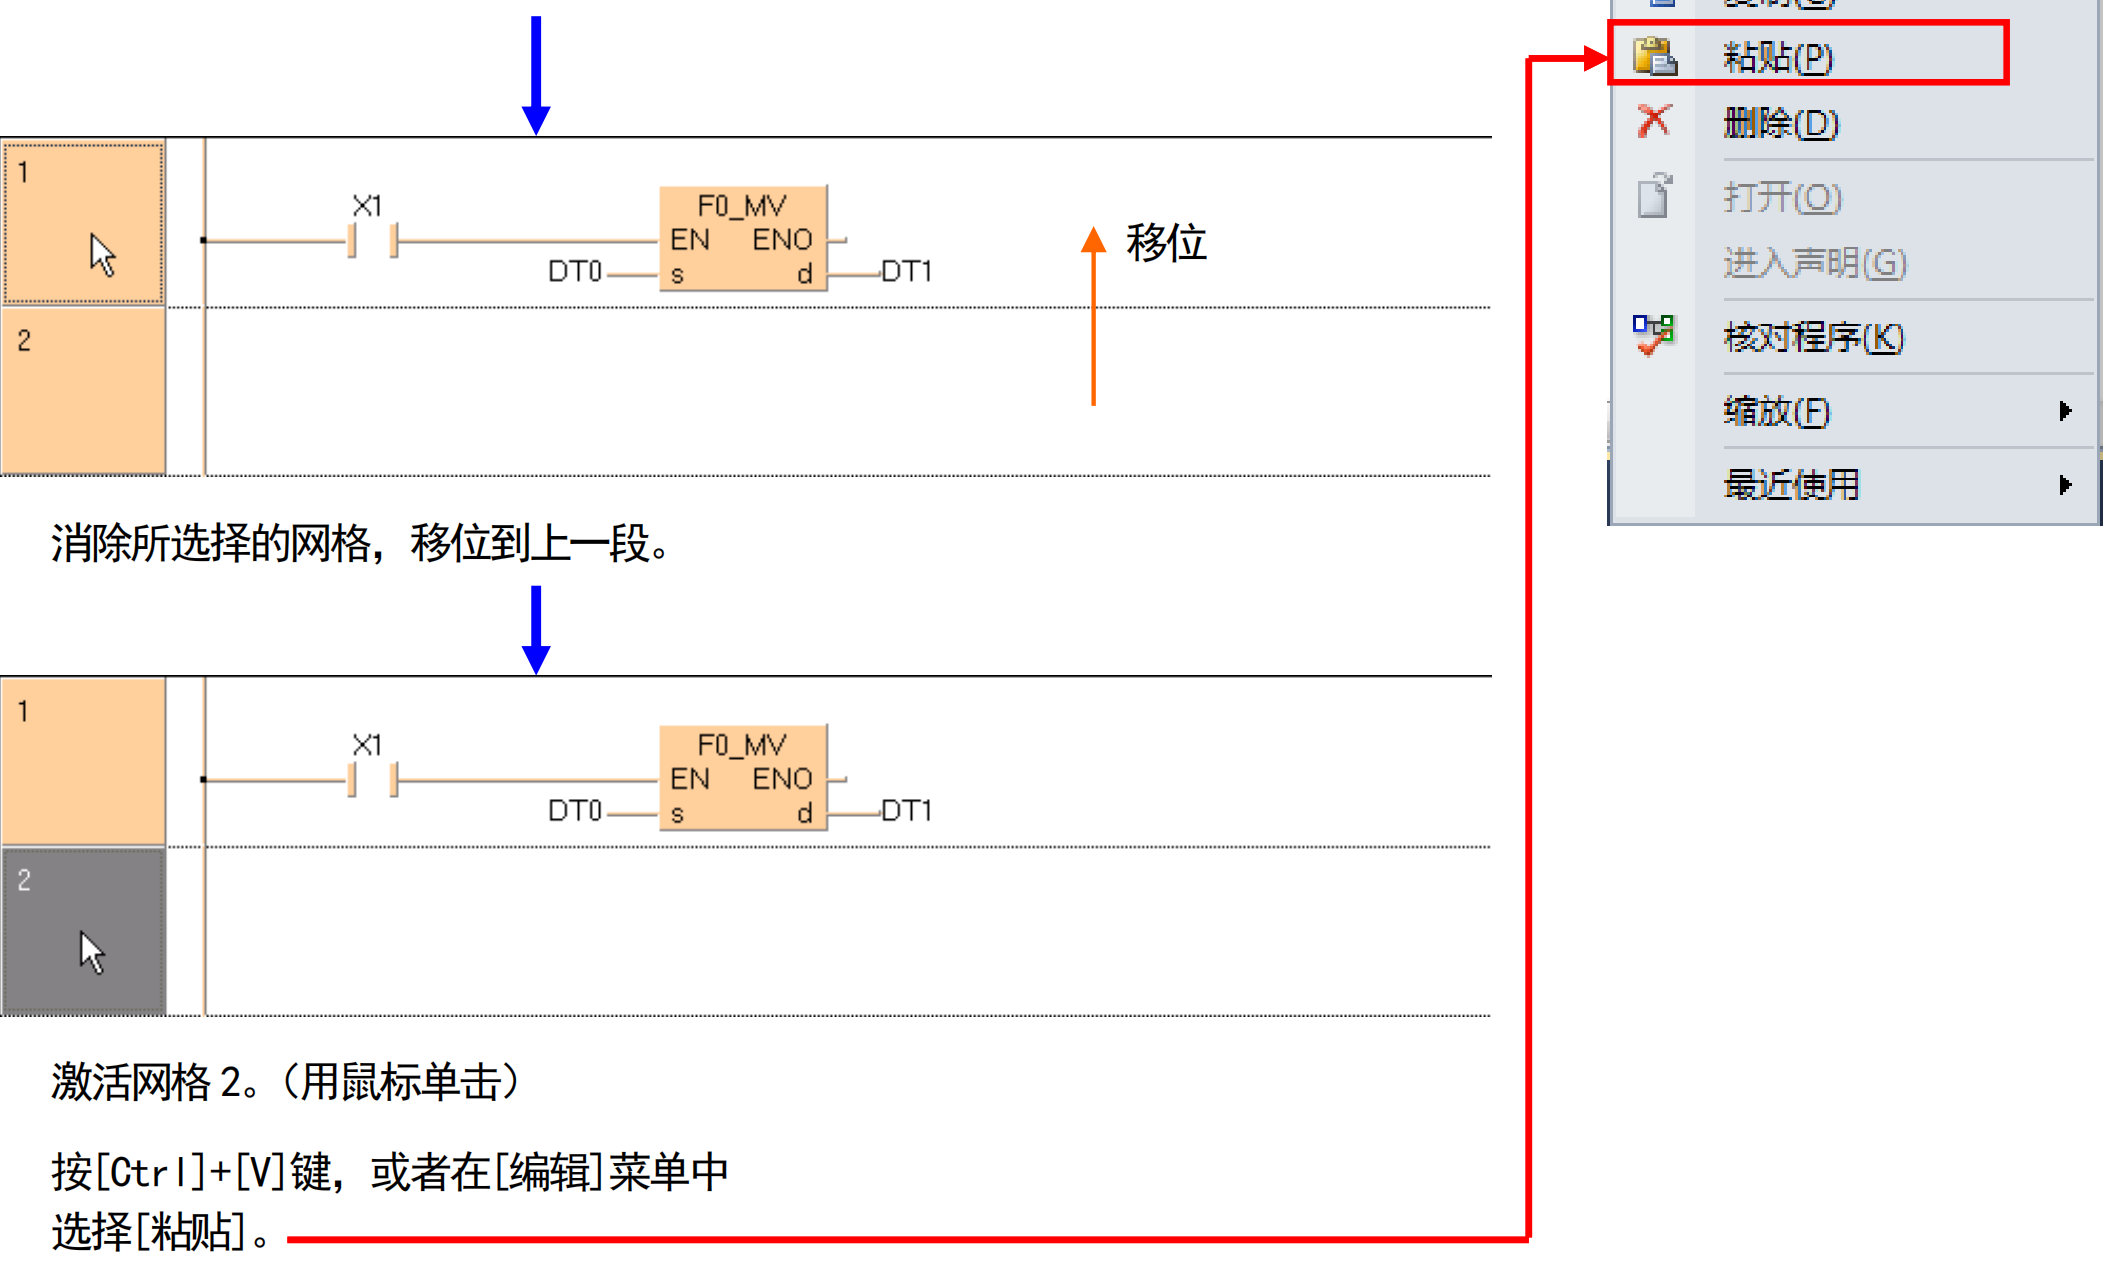 1
X1
F0_MV
EN ENO
DT0 s d DT1
移位
2
消除所选择的网格，移位到上一段。
1
X1
F0_MV
EN ENO
DT0 s d DT1
2
激活网格 2。（用鼠标单击）
按[Ctrl]+[V]键，或者在[编辑]菜单中
选择[粘贴]。
粘贴(P)
删除(D)
打开(O)
进入声明(G)
核对程序(K)
缩放(F)
最近使用